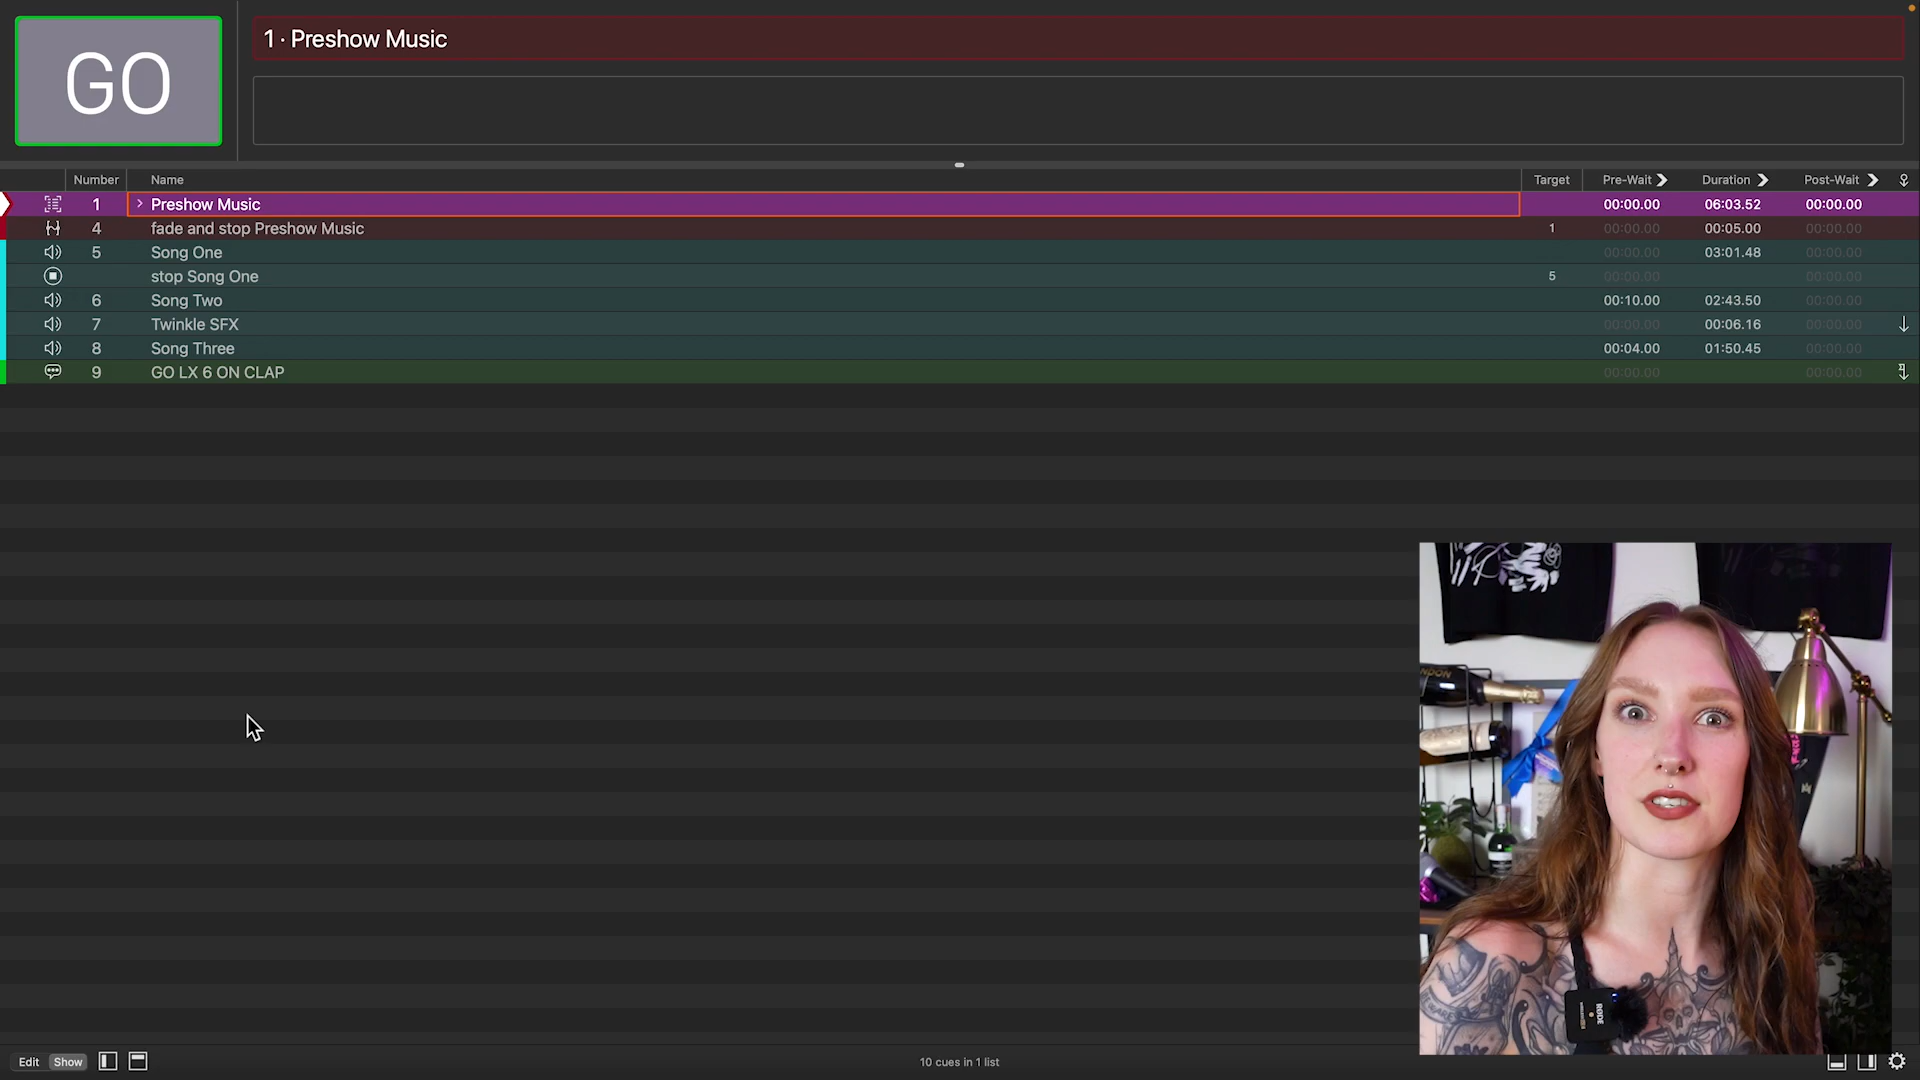 GO
1 · Preshow Music
Number Name Target Pre-Wait Duration Post-Wait
1 Preshow Music 00:00.00 06:03.52 00:00.00
4 fade and stop Preshow Music 1 00:00.00 00:05.00 00:00.00
5 Song One 00:00.00 03:01.48 00:00.00
stop Song One 5 00:00.00 00:00.00
6 Song Two 00:10.00 02:43.50 00:00.00
7 Twinkle SFX 00:00.00 00:06.16 00:00.00
8 Song Three 00:04.00 01:50.45 00:00.00
9 GO LX 6 ON CLAP 00:00.00 00:00.00
RØDE
Edit Show 10 cues in 1 list